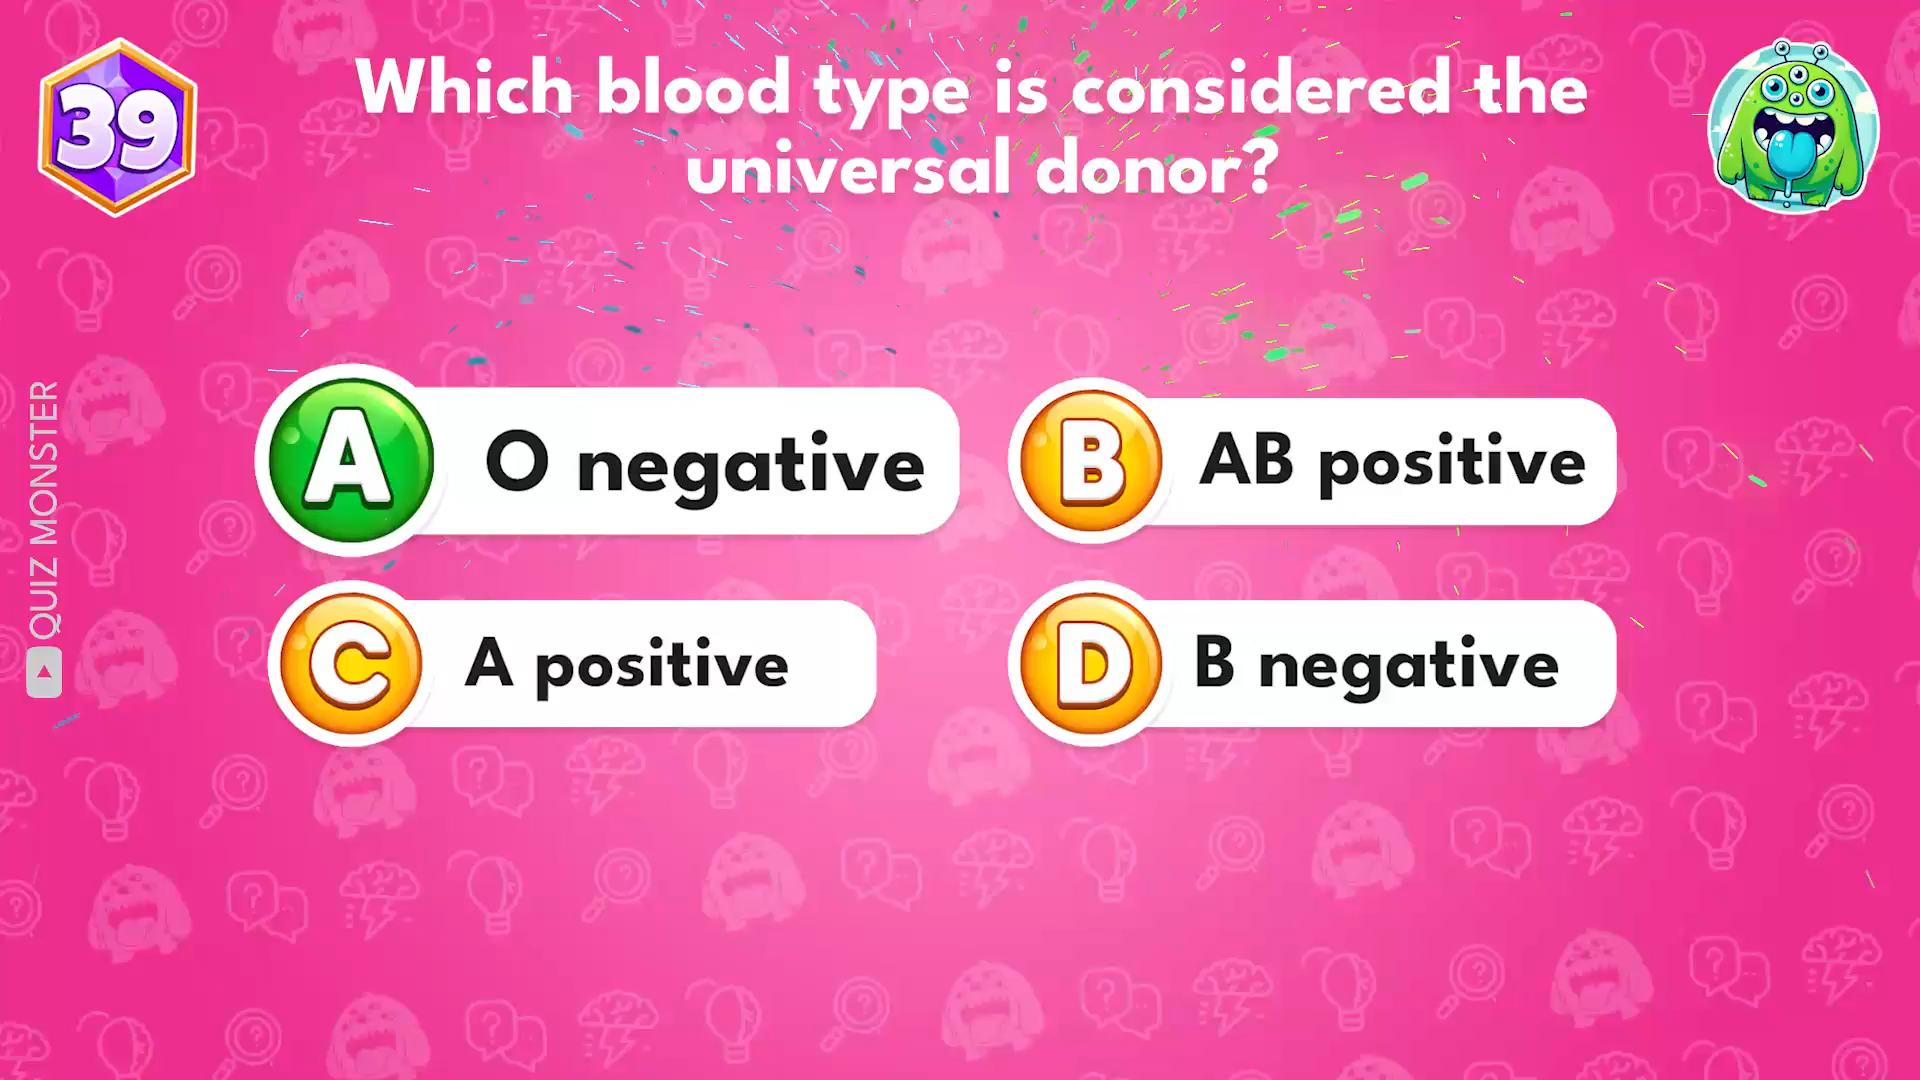 39
Which blood type is considered the
universal donor?
A O negative
B AB positive
C A positive
D B negative
QUIZ MONSTER